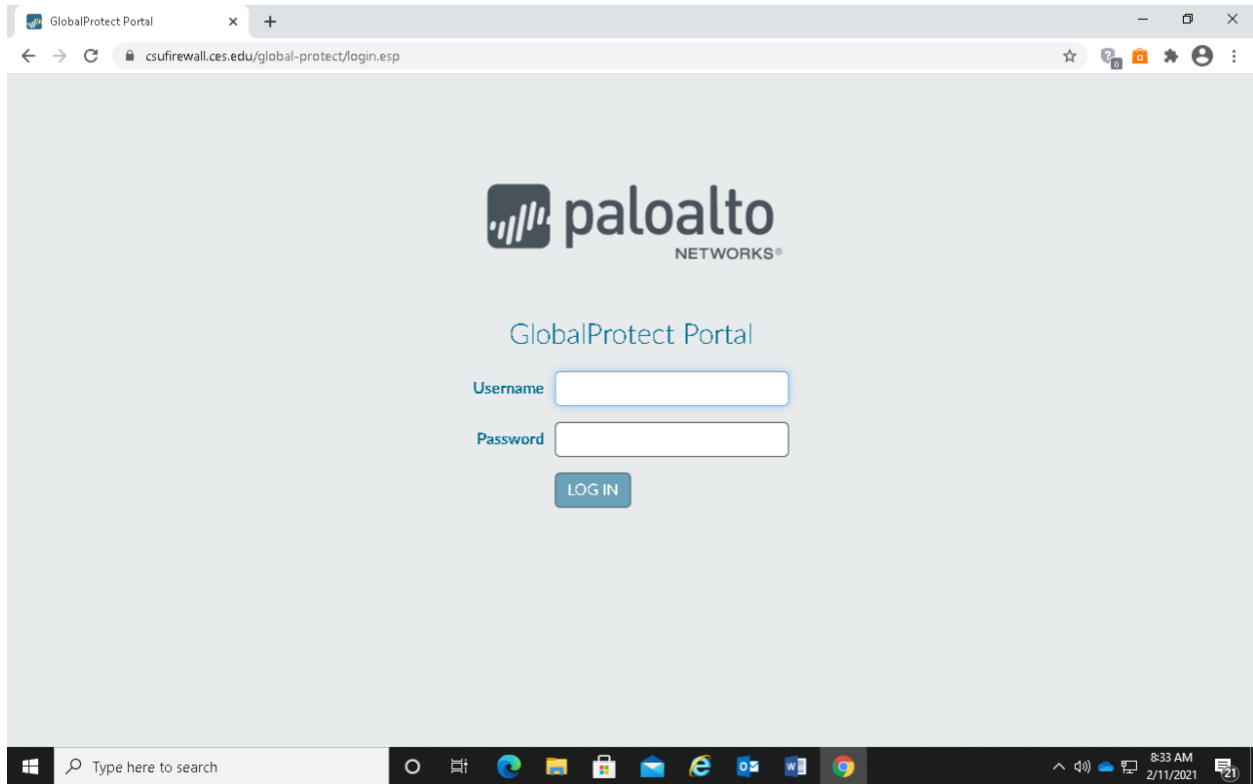 GlobalProtect Portal
csufirewall.ces.edu/global-protect/login.esp
0
a
paloalto
NETWORKS®
GlobalProtect Portal
Username
Password
LOG IN
Type here to search
8:33 AM
2/11/2021
21